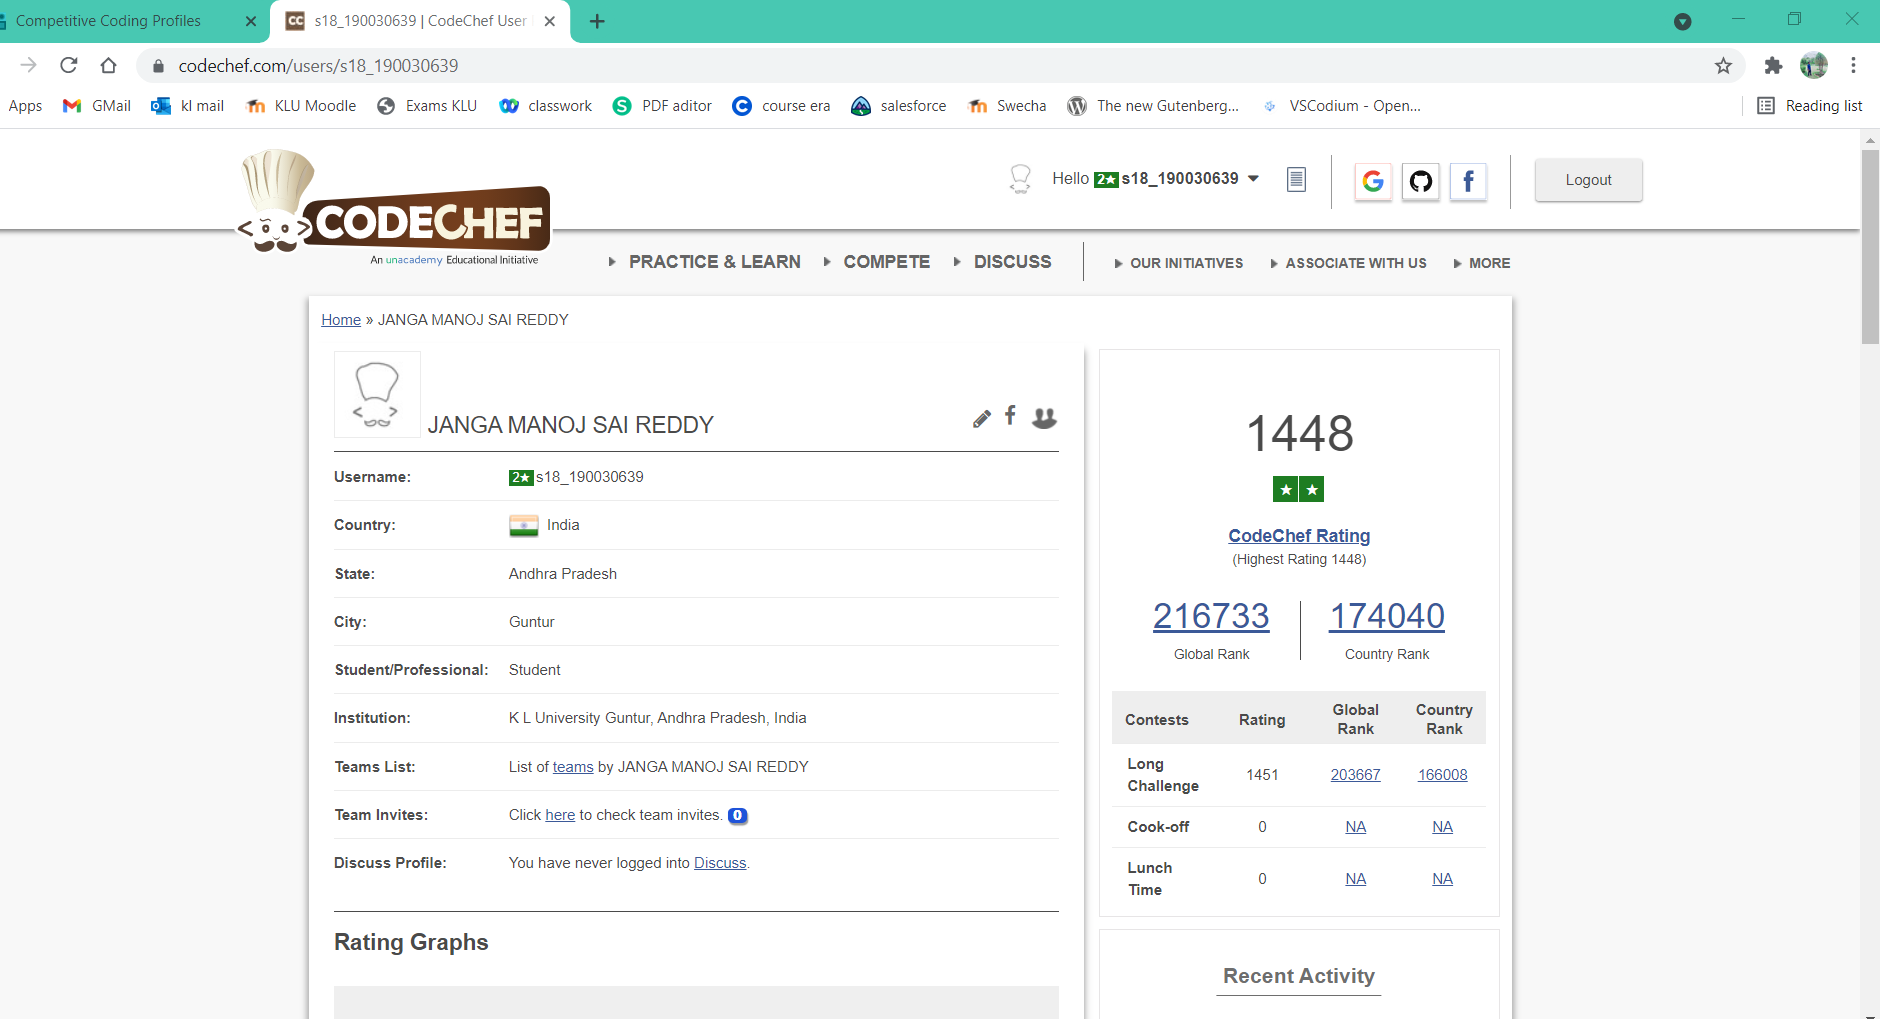 Competitive Coding Profiles
s18_190030639 | CodeChef User
codechef.com/users/s18_190030639
Apps GMail kl mail KLU Moodle Exams KLU classwork PDF aditor course era salesforce Swecha The new Gutenberg... VSCodium - Open... Reading list
Hello 2★ s18_190030639 Logout
CODECHEF
An unacademy Educational Initiative
PRACTICE & LEARN COMPETE DISCUSS OUR INITIATIVES ASSOCIATE WITH US MORE
Home » JANGA MANOJ SAI REDDY
JANGA MANOJ SAI REDDY
Username: 2★ s18_190030639
Country: India
State: Andhra Pradesh
City: Guntur
Student/Professional: Student
Institution: K L University Guntur, Andhra Pradesh, India
Teams List: List of teams by JANGA MANOJ SAI REDDY
Team Invites: Click here to check team invites. 0
Discuss Profile: You have never logged into Discuss.
Rating Graphs
1448
★★
CodeChef Rating
(Highest Rating 1448)
216733 174040
Global Rank Country Rank
Contests Rating Global Rank Country Rank
Long Challenge 1451 203667 166008
Cook-off 0 NA NA
Lunch Time 0 NA NA
Recent Activity